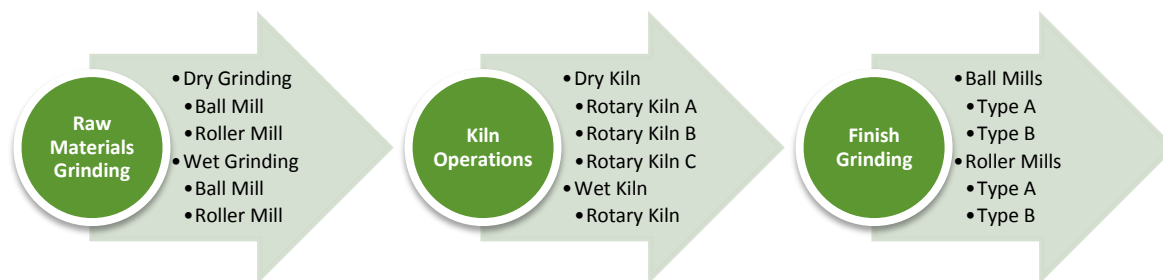 Raw
Materials
Grinding
•Dry Grinding
•Ball Mill
•Roller Mill
•Wet Grinding
•Ball Mill
•Roller Mill
Kiln
Operations
•Dry Kiln
•Rotary Kiln A
•Rotary Kiln B
•Rotary Kiln C
•Wet Kiln
•Rotary Kiln
Finish
Grinding
•Ball Mills
•Type A
•Type B
•Roller Mills
•Type A
•Type B